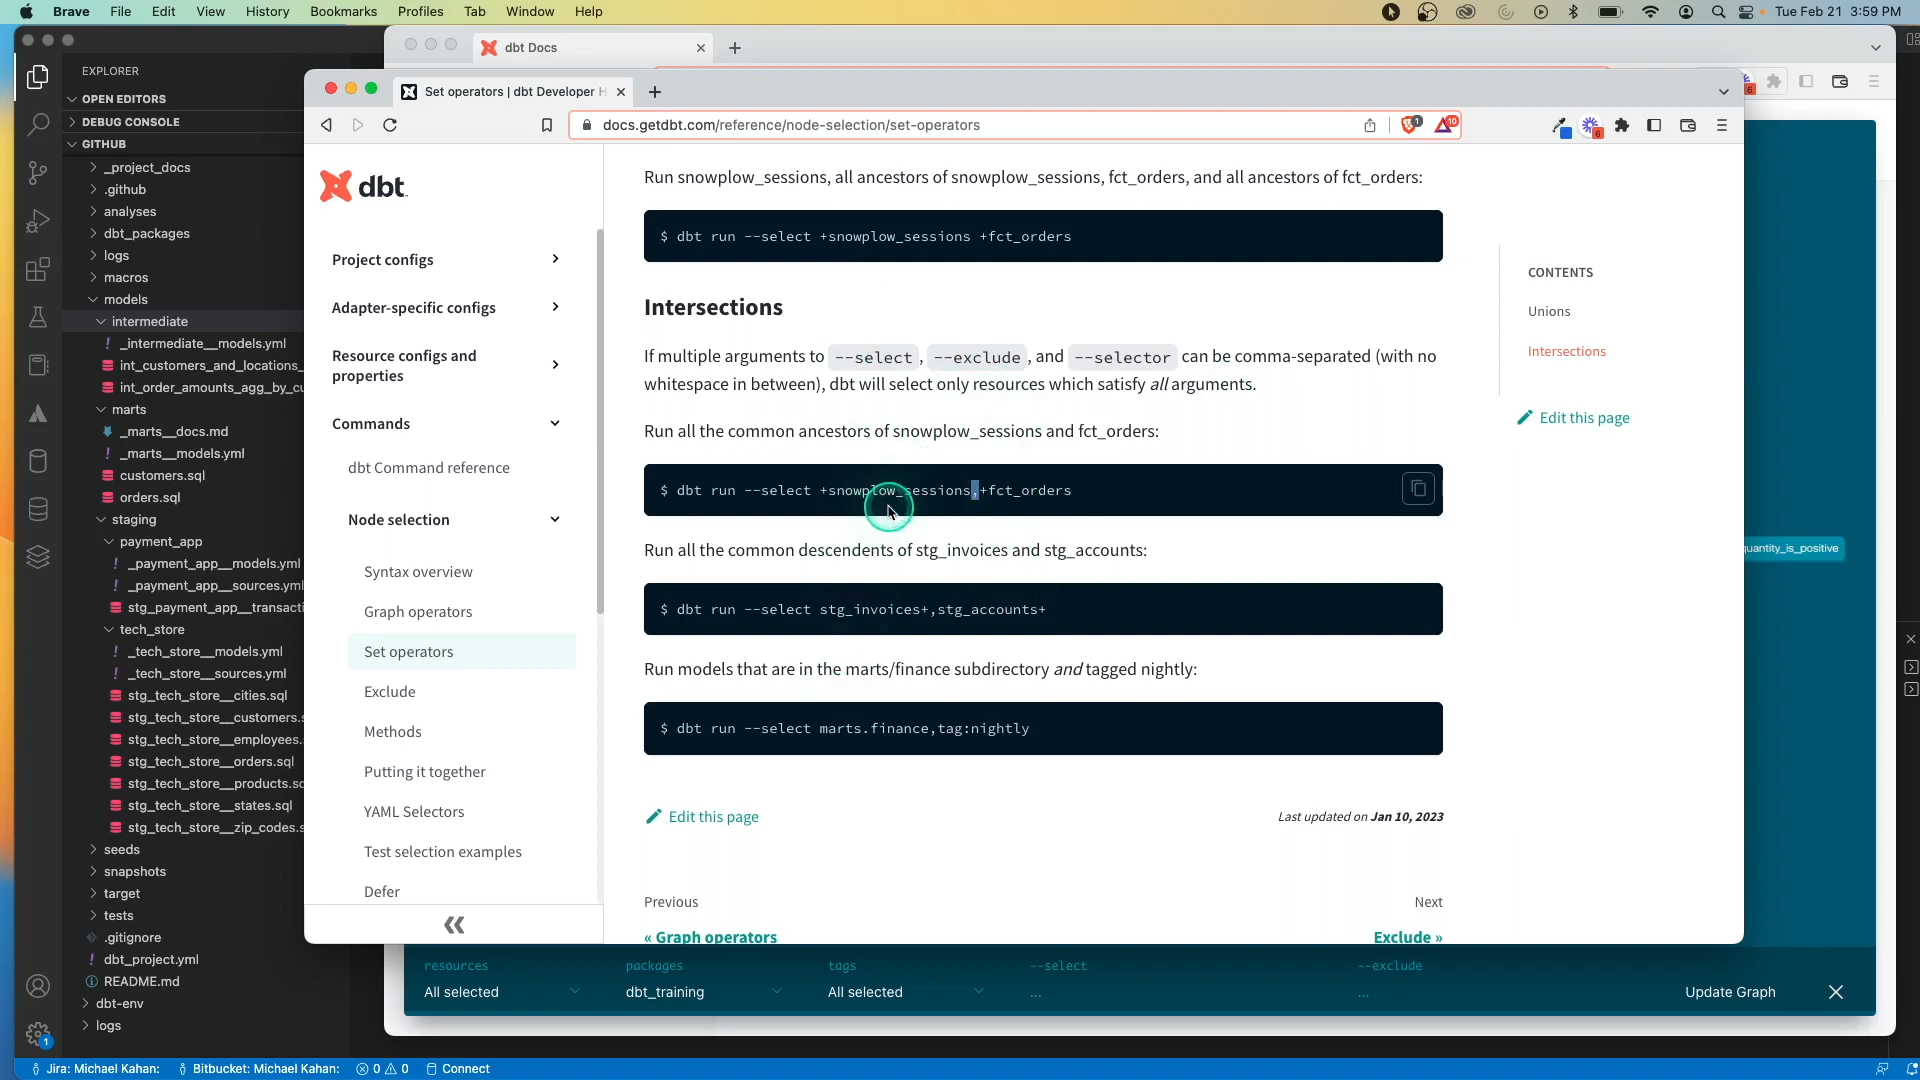 Brave File Edit View History Bookmarks Profiles Tab Window Help
Tue Feb 21 3:59 PM
EXPLORER
OPEN EDITORS
DEBUG CONSOLE
GITHUB
_project_docs
.github
analyses
dbt_packages
logs
macros
models
intermediate
_intermediate__models.yml
int_customers_and_locations_
int_order_amounts_agg_by_cu
marts
_marts__docs.md
_marts__models.yml
customers.sql
orders.sql
staging
payment_app
_payment_app__models.yml
_payment_app__sources.yml
stg_payment_app__transacti
tech_store
_tech_store__models.yml
_tech_store__sources.yml
stg_tech_store__cities.sql
stg_tech_store__customers.s
stg_tech_store__employees.
stg_tech_store__orders.sql
stg_tech_store__products.sq
stg_tech_store__states.sql
stg_tech_store__zip_codes.s
seeds
snapshots
target
tests
.gitignore
dbt_project.yml
README.md
dbt-env
logs
1
Jira: Michael Kahan:
Bitbucket: Michael Kahan:
0 0
Connect
dbt Docs
6
Set operators | dbt Developer H
docs.getdbt.com/reference/node-selection/set-operators
1
10
6
dbt
Project configs
Adapter-specific configs
Resource configs and
properties
Commands
dbt Command reference
Node selection
Syntax overview
Graph operators
Set operators
Exclude
Methods
Putting it together
YAML Selectors
Test selection examples
Defer
Run snowplow_sessions, all ancestors of snowplow_sessions, fct_orders, and all ancestors of fct_orders:
$ dbt run --select +snowplow_sessions +fct_orders
Intersections
If multiple arguments to --select, --exclude, and --selector can be comma-separated (with no
whitespace in between), dbt will select only resources which satisfy all arguments.
Run all the common ancestors of snowplow_sessions and fct_orders:
$ dbt run --select +snowplow_sessions,+fct_orders
Run all the common descendents of stg_invoices and stg_accounts:
$ dbt run --select stg_invoices+,stg_accounts+
Run models that are in the marts/finance subdirectory and tagged nightly:
$ dbt run --select marts.finance,tag:nightly
Edit this page
Last updated on Jan 10, 2023
Previous
Next
« Graph operators
Exclude »
CONTENTS
Unions
Intersections
Edit this page
quantity_is_positive
resources packages tags --select --exclude
All selected dbt_training All selected ... ... Update Graph